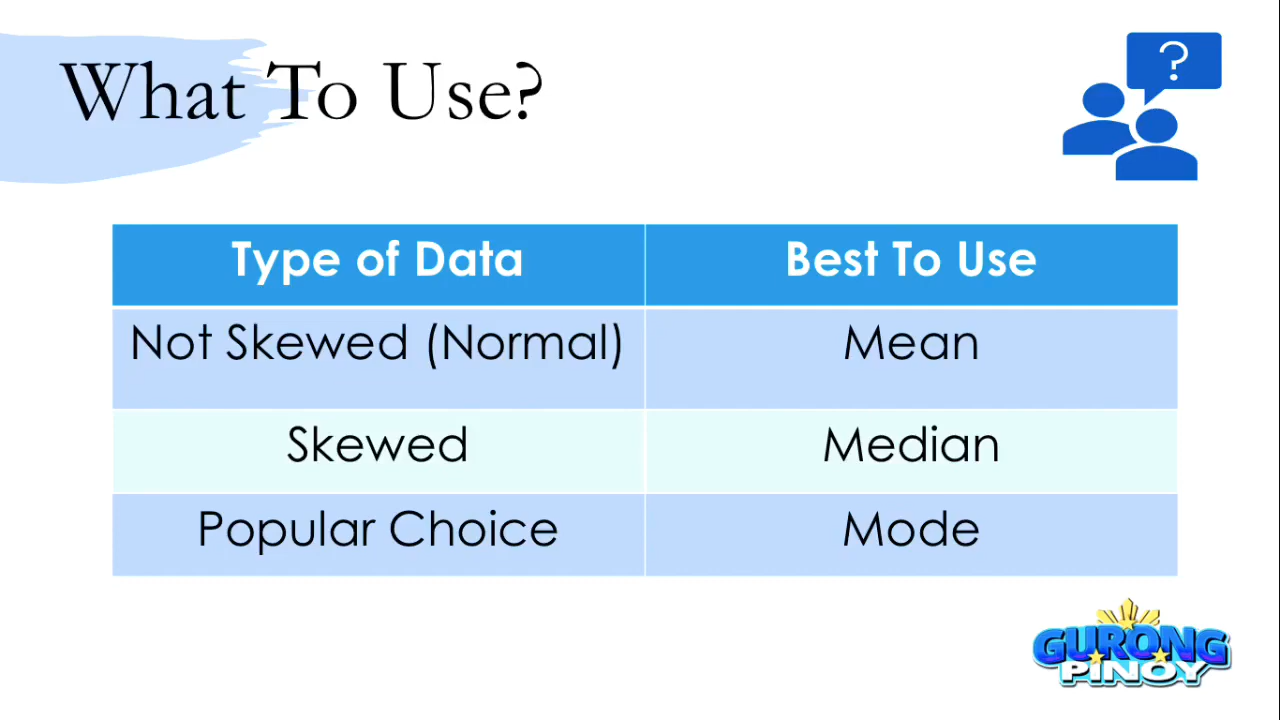 What To Use?
?
Type of Data
Best To Use
Not Skewed (Normal)
Mean
Skewed
Median
Popular Choice
Mode
GURONG
PINOY